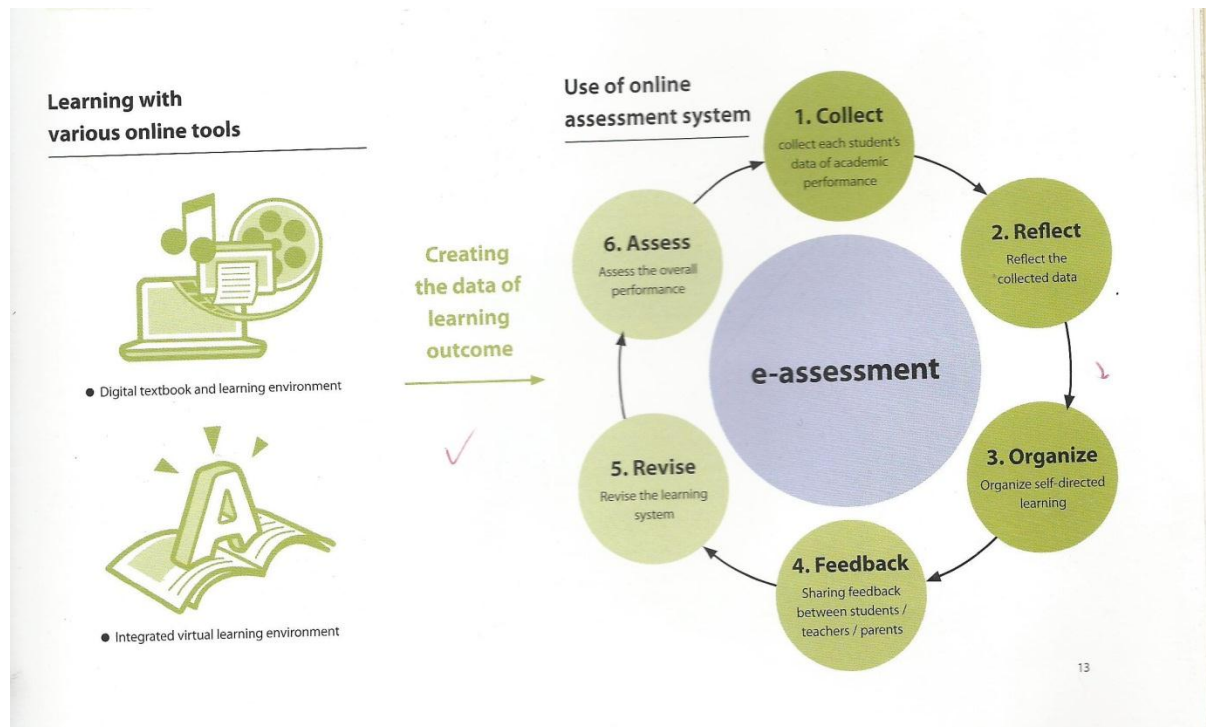 Learning with
various online tools
● Digital textbook and learning environment
A
● Integrated virtual learning environment
Creating
the data of
learning
outcome
Use of online
assessment system
1. Collect
collect each student's
data of academic
performance
2. Reflect
Reflect the
collected data
3. Organize
Organize self-directed
learning
4. Feedback
Sharing feedback
between students /
teachers / parents
5. Revise
Revise the learning
system
6. Assess
Assess the overall
performance
e-assessment
13